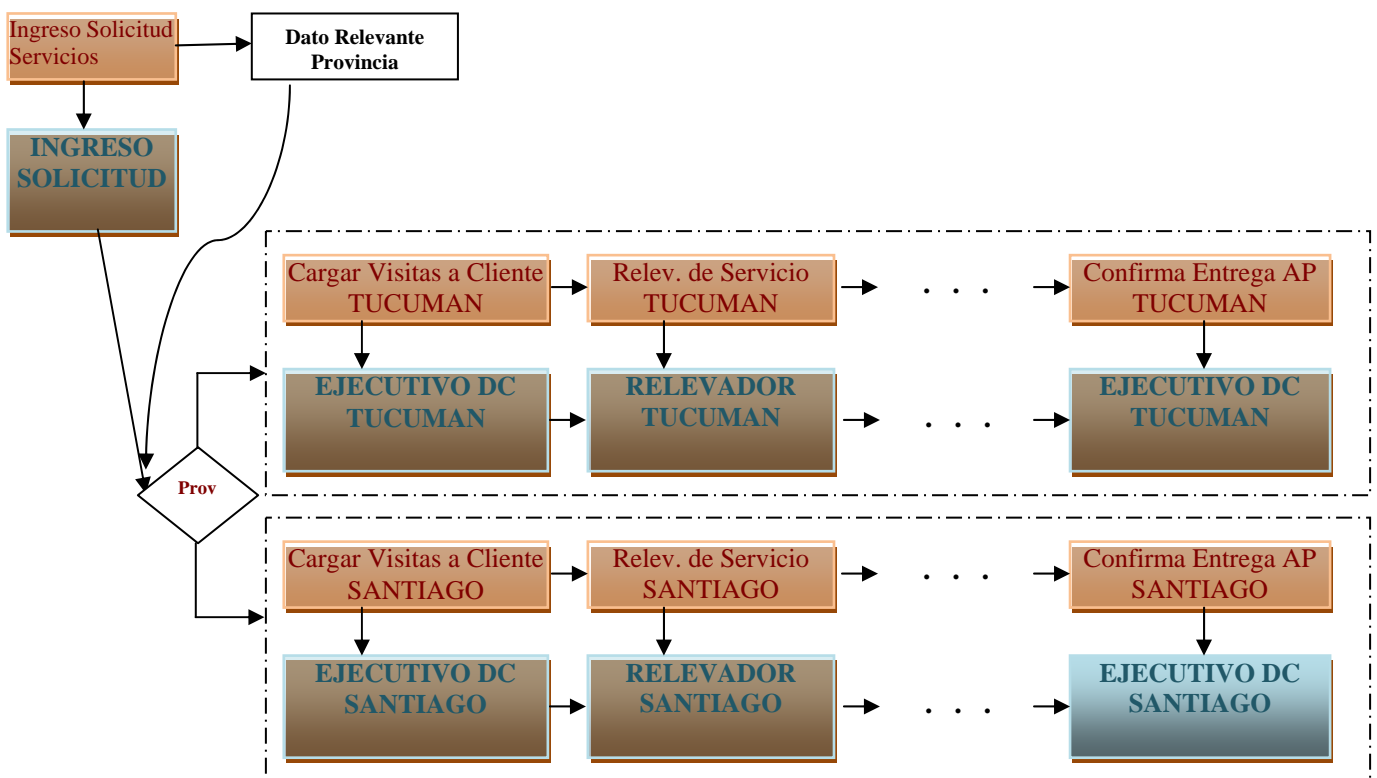 Ingreso Solicitud
Servicios
Dato Relevante
Provincia
INGRESO
SOLICITUD
Cargar Visitas a Cliente
TUCUMAN
Relev. de Servicio
TUCUMAN
. . .
Confirma Entrega AP
TUCUMAN
EJECUTIVO DC
TUCUMAN
RELEVADOR
TUCUMAN
. . .
EJECUTIVO DC
TUCUMAN
Prov
Cargar Visitas a Cliente
SANTIAGO
Relev. de Servicio
SANTIAGO
. . .
Confirma Entrega AP
SANTIAGO
EJECUTIVO DC
SANTIAGO
RELEVADOR
SANTIAGO
. . .
EJECUTIVO DC
SANTIAGO